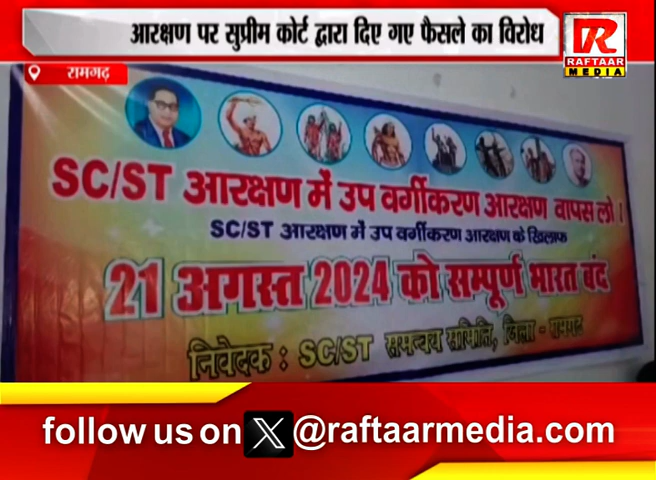 आरक्षण पर सुप्रीम कोर्ट द्वारा दिए गए फैसले का विरोध
R
RAFTAAR
MEDIA
रामगढ़
SC/ST आरक्षण में उप वर्गीकरण आरक्षण वापस लो !
SC/ST आरक्षण में उप वर्गीकरण आरक्षण के खिलाफ
21 अगस्त 2024 को सम्पूर्ण भारत बंद
निवेदक : SC/ST समन्वय समिति, जिला - रामगढ़
follow us on X @raftaarmedia.com